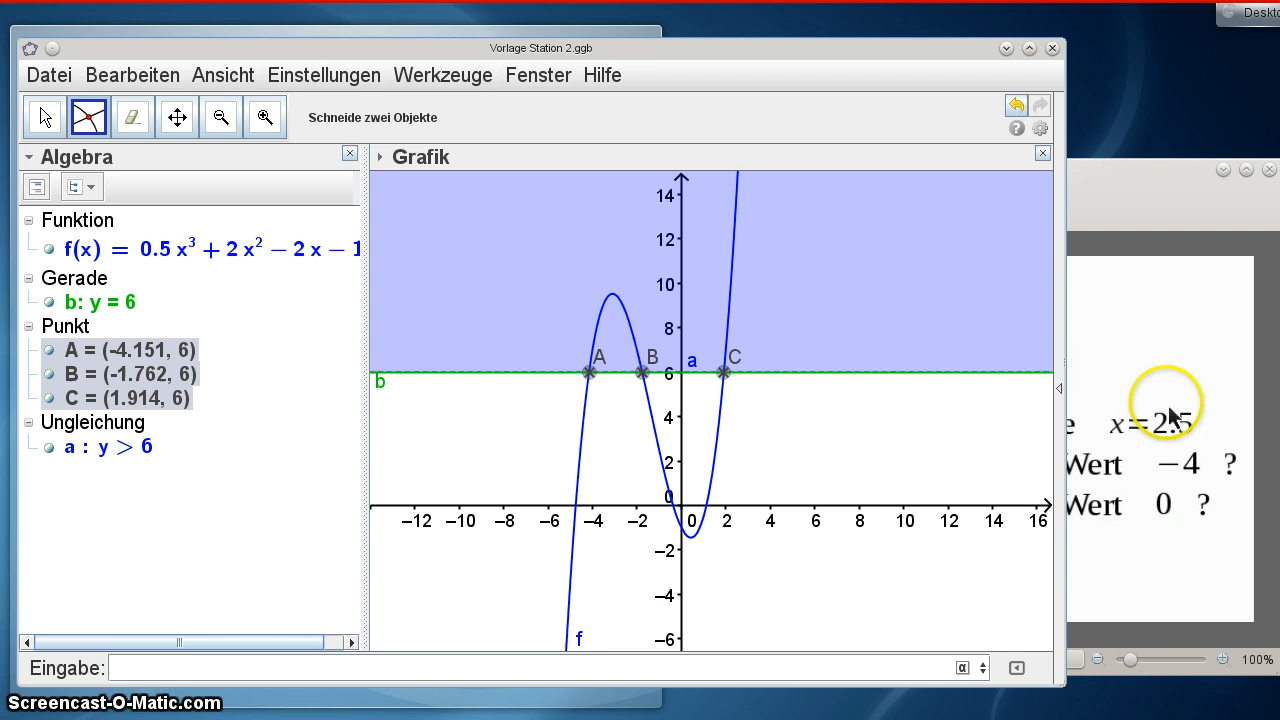 Deskto
Vorlage Station 2.ggb
Datei Bearbeiten Ansicht Einstellungen Werkzeuge Fenster Hilfe
Schneide zwei Objekte
Algebra
Funktion
f(x) = 0.5 x³ + 2 x² − 2 x − 1
Gerade
b: y = 6
Punkt
A = (-4.151, 6)
B = (-1.762, 6)
C = (1.914, 6)
Ungleichung
a : y > 6
Grafik
14
12
10
8
6
4
2
0
−2
−4
−6
−12 −10 −8 −6 −4 −2 0 2 4 6 8 10 12 14 16
A B a C
b
f
e x=2.5
Wert −4 ?
Wert 0 ?
Eingabe:
α
100%
Screencast-O-Matic.com